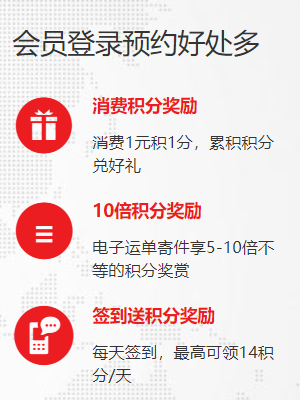 会员登录预约好处多
消费积分奖励
消费1元积1分，累积积分
兑好礼
10倍积分奖励
电子运单寄件享5-10倍不
等的积分奖赏
签到送积分奖励
每天签到，最高可领14积
分/天